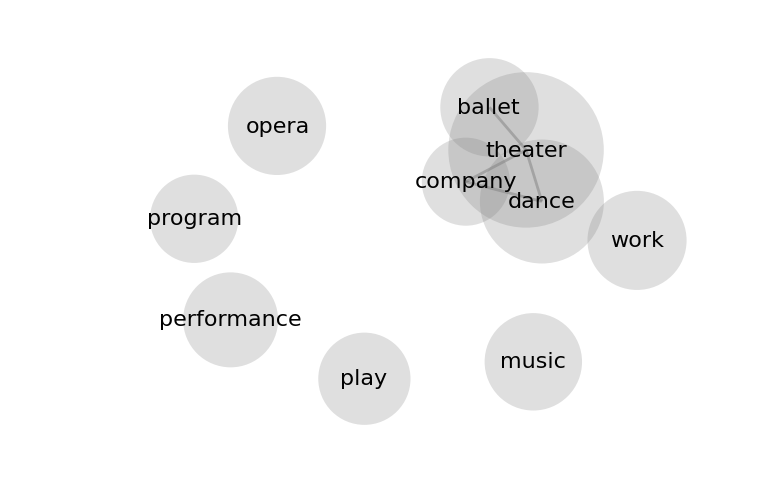 ballet
opera
theater
company
dance
program
work
performance
music
play